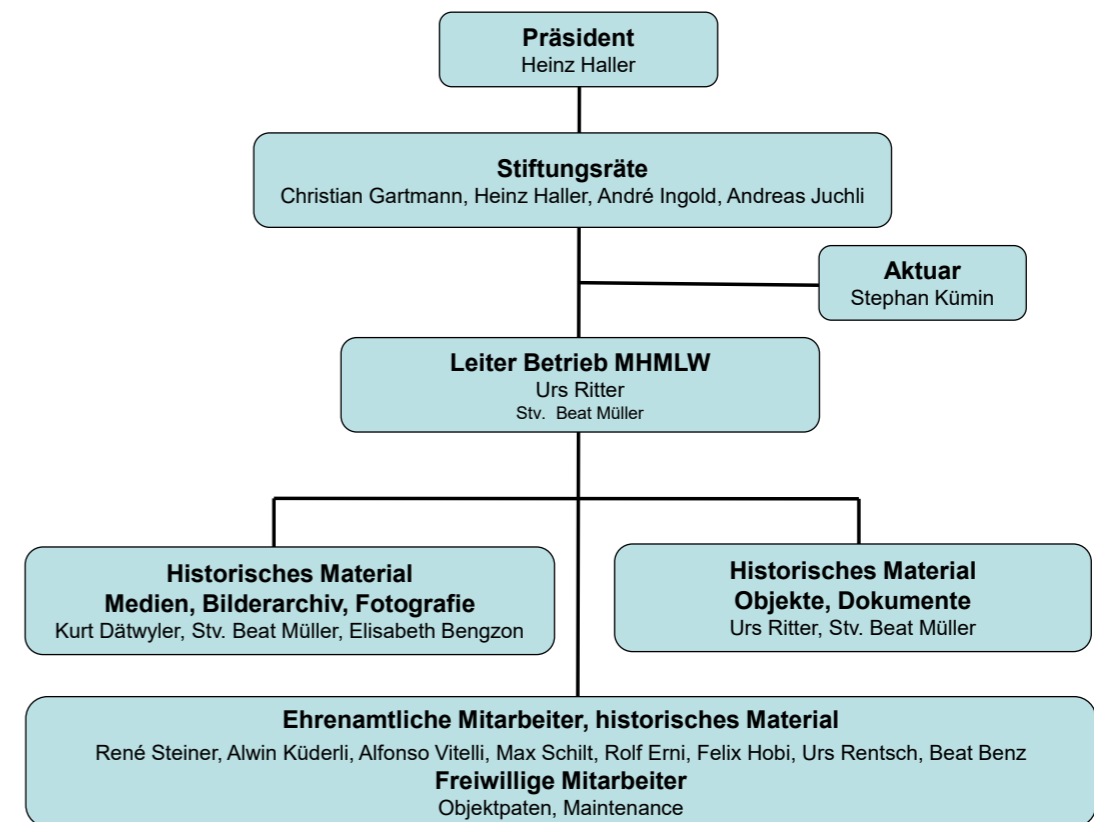 Präsident
Heinz Haller
Stiftungsräte
Christian Gartmann, Heinz Haller, André Ingold, Andreas Juchli
Aktuar
Stephan Kümin
Leiter Betrieb MHMLW
Urs Ritter
Stv. Beat Müller
Historisches Material
Medien, Bilderarchiv, Fotografie
Kurt Dätwyler, Stv. Beat Müller, Elisabeth Bengzon
Historisches Material
Objekte, Dokumente
Urs Ritter, Stv. Beat Müller
Ehrenamtliche Mitarbeiter, historisches Material
René Steiner, Alwin Küderli, Alfonso Vitelli, Max Schilt, Rolf Erni, Felix Hobi, Urs Rentsch, Beat Benz
Freiwillige Mitarbeiter
Objektpaten, Maintenance